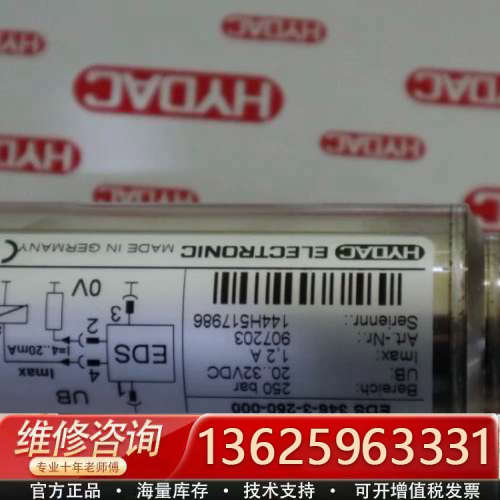 HYDAC
HYDAC
HYDAC
HYDAC
EDS 346-3-250-000
Bereich: 250 bar
UB: 20..32VDC
Imax: 1,2 A
Art.-Nr.: 907203
Seriennr.: 144H517986
UB
1
Imax
4
EDS
I=4..20mA
2
3
0V
HYDAC ELECTRONIC MADE IN GERMANY
维修咨询
专业十年老师傅
13625963331
官方正品 · 海量库存 · 技术支持 · 可开增值税发票